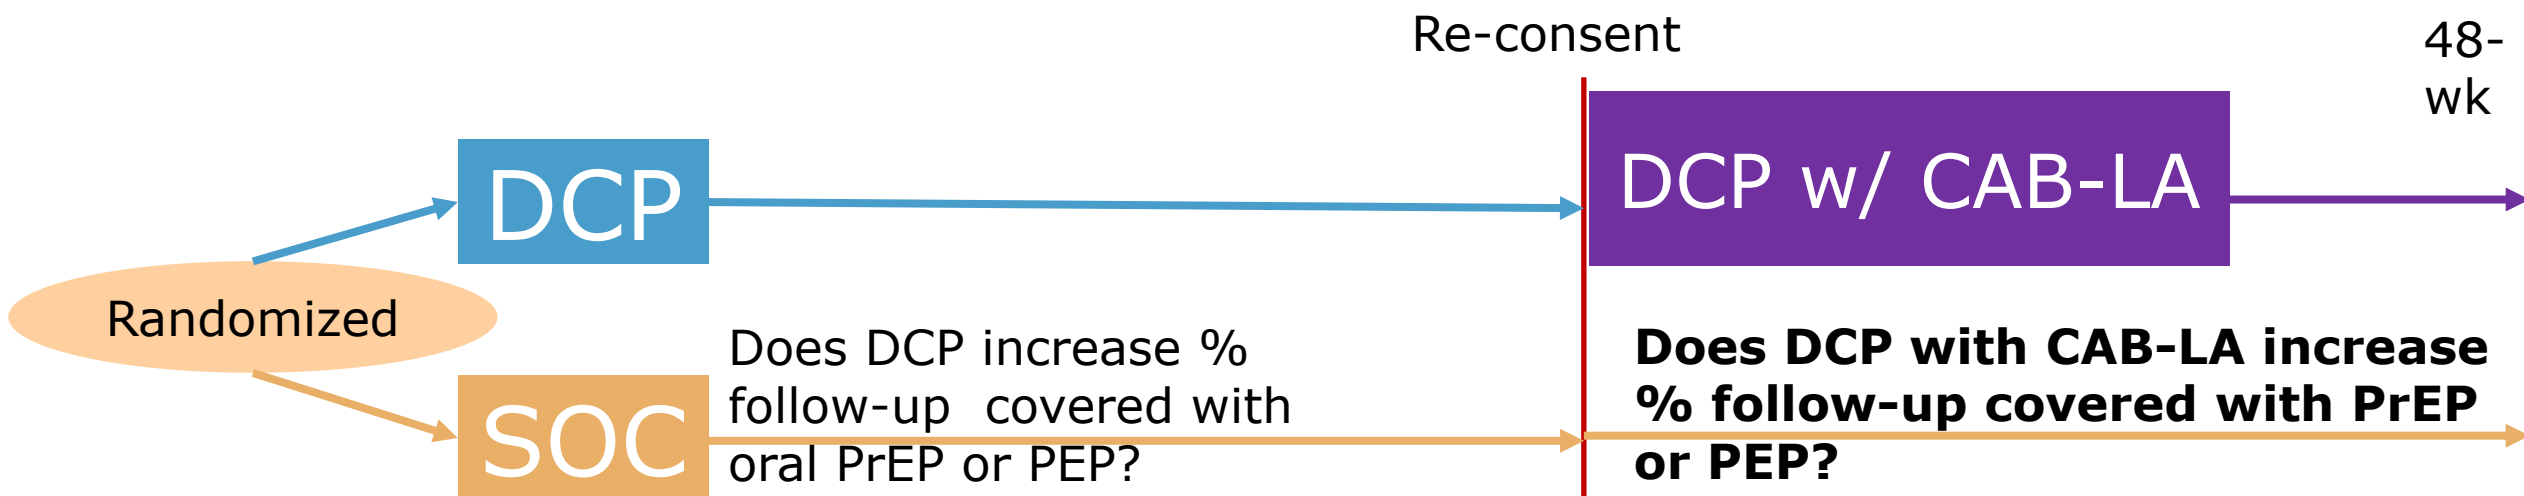 Re-consent
48-
wk
DCP
DCP w/ CAB-LA
Randomized
SOC
Does DCP increase %
follow-up  covered with
oral PrEP or PEP?
Does DCP with CAB-LA increase
% follow-up covered with PrEP
or PEP?